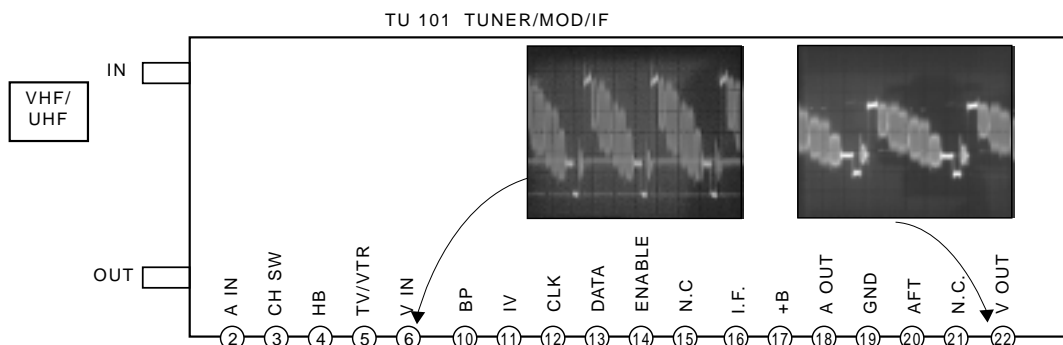 TU 101 TUNER/MOD/IF
IN
VHF/
UHF
OUT
A IN
CH SW
HB
TV/VTR
V IN
BP
IV
CLK
DATA
ENABLE
N.C
I.F.
+B
A OUT
GND
AFT
N.C.
V OUT
2 3 4 5 6 10 11 12 13 14 15 16 17 18 19 20 21 22